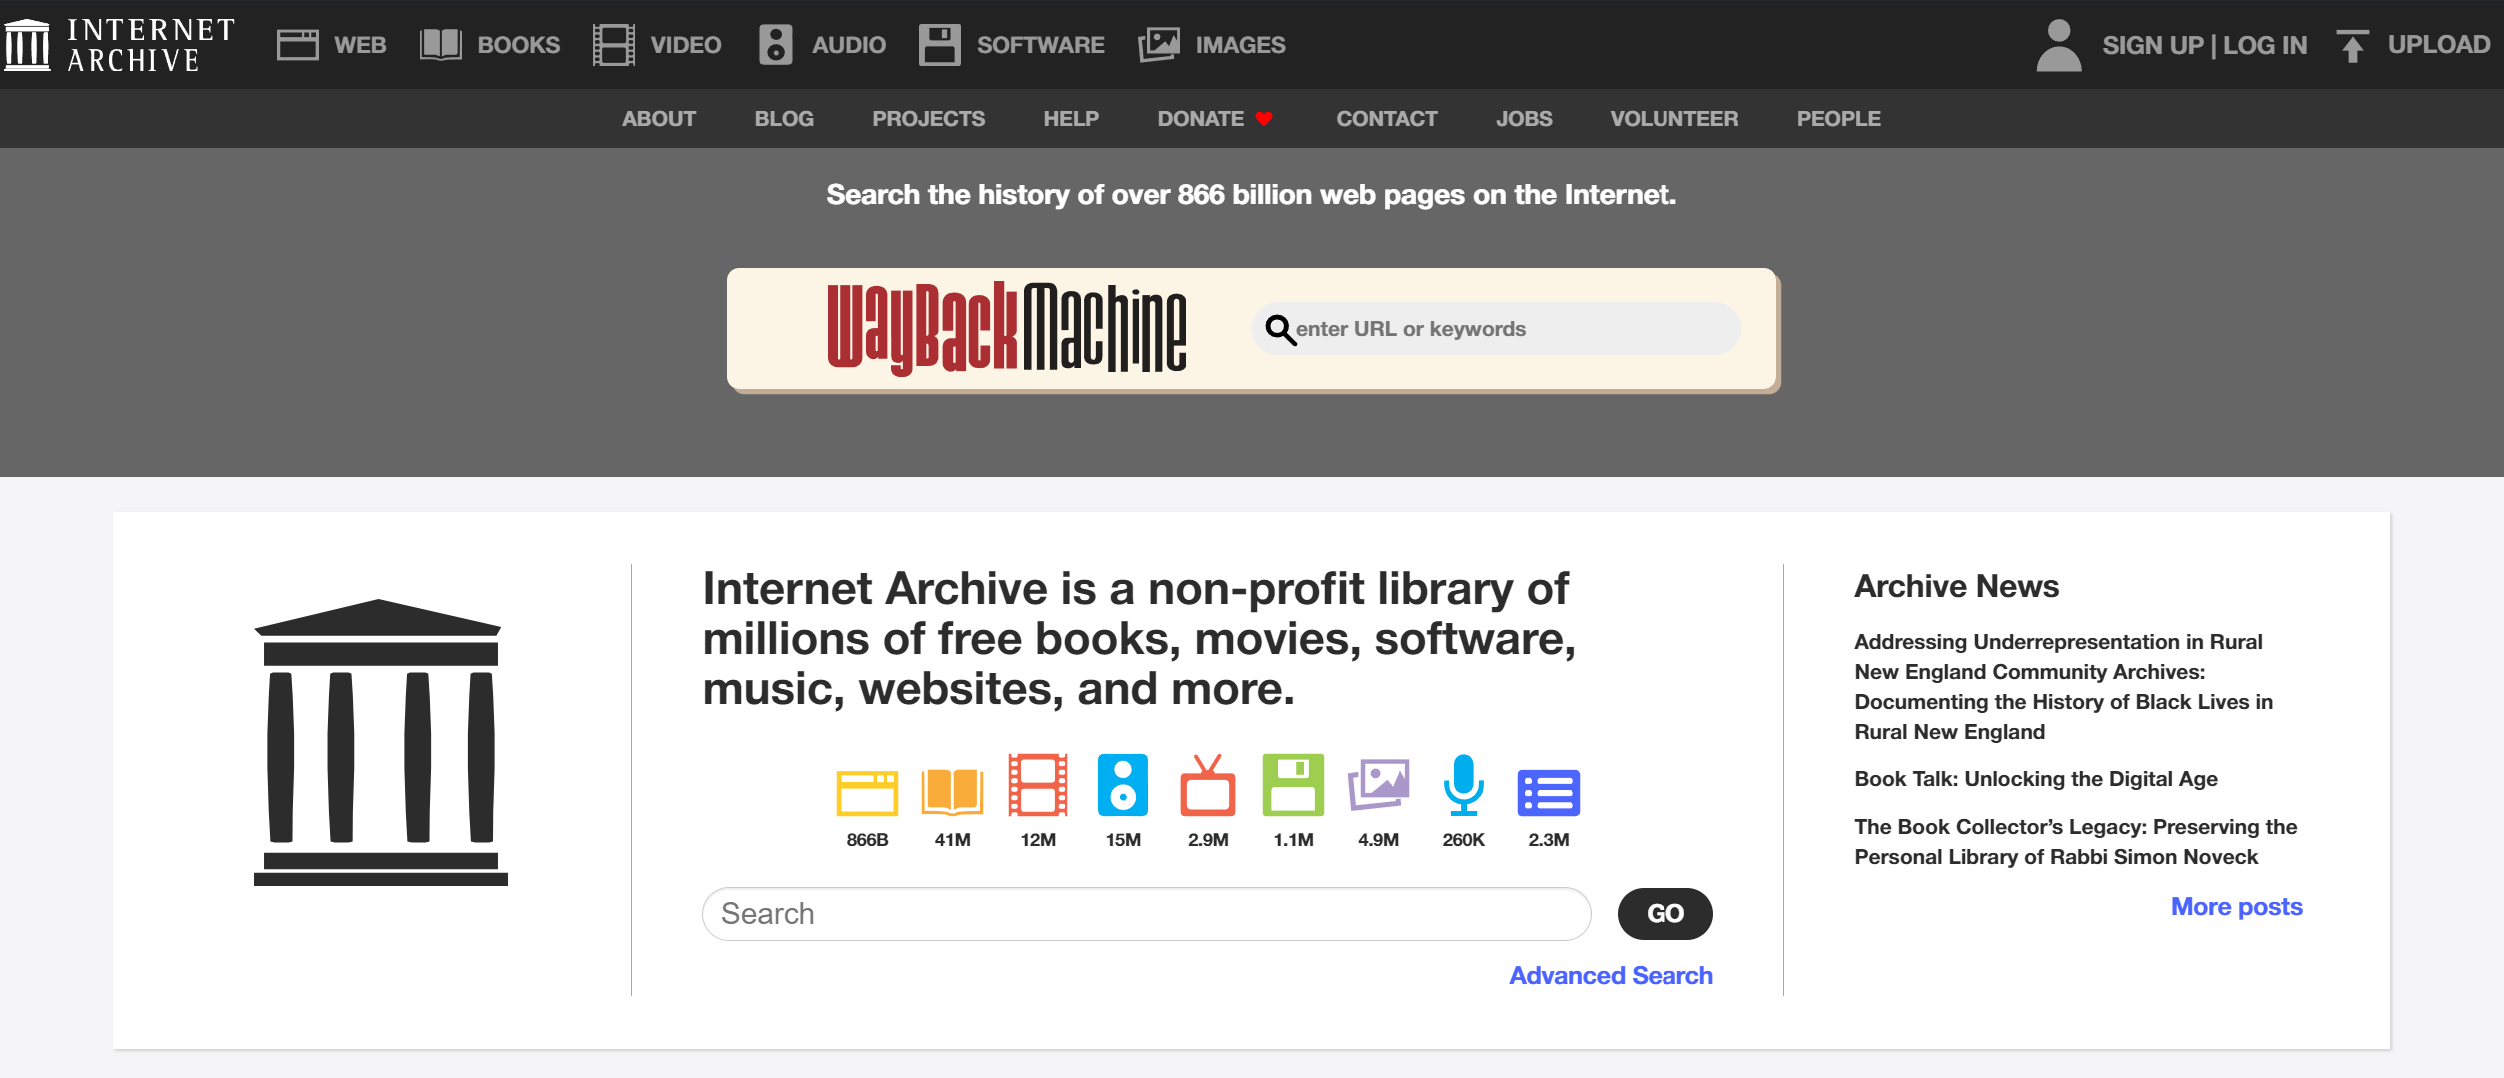 INTERNET
ARCHIVE
WEB
BOOKS
VIDEO
AUDIO
SOFTWARE
IMAGES
SIGN UP | LOG IN
UPLOAD
ABOUT
BLOG
PROJECTS
HELP
DONATE
CONTACT
JOBS
VOLUNTEER
PEOPLE
Search the history of over 866 billion web pages on the Internet.
WayBackMachine
enter URL or keywords
Internet Archive is a non-profit library of
millions of free books, movies, software,
music, websites, and more.
866B
41M
12M
15M
2.9M
1.1M
4.9M
260K
2.3M
Search
GO
Advanced Search
Archive News
Addressing Underrepresentation in Rural
New England Community Archives:
Documenting the History of Black Lives in
Rural New England
Book Talk: Unlocking the Digital Age
The Book Collector’s Legacy: Preserving the
Personal Library of Rabbi Simon Noveck
More posts